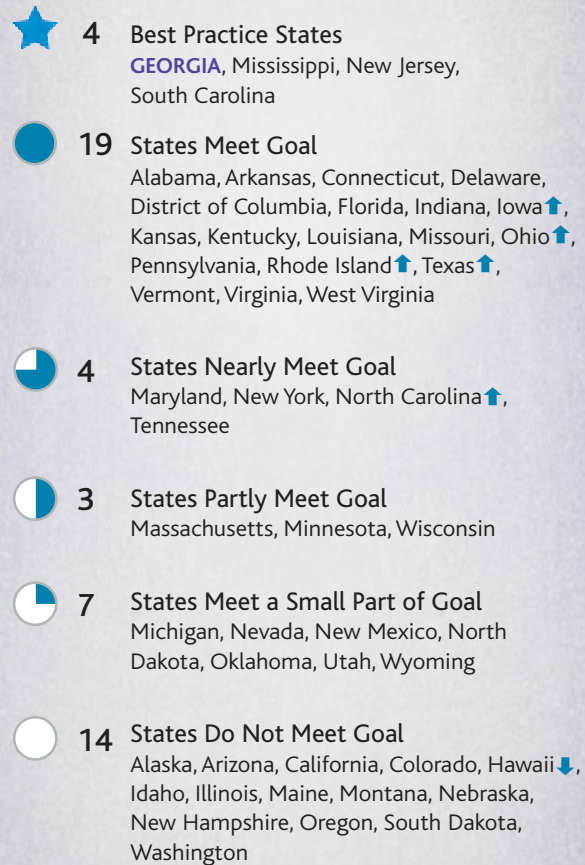 4 Best Practice States
GEORGIA, Mississippi, New Jersey,
South Carolina
19 States Meet Goal
Alabama, Arkansas, Connecticut, Delaware,
District of Columbia, Florida, Indiana, Iowa⬆,
Kansas, Kentucky, Louisiana, Missouri, Ohio⬆,
Pennsylvania, Rhode Island⬆, Texas⬆,
Vermont, Virginia, West Virginia
4 States Nearly Meet Goal
Maryland, New York, North Carolina⬆,
Tennessee
3 States Partly Meet Goal
Massachusetts, Minnesota, Wisconsin
7 States Meet a Small Part of Goal
Michigan, Nevada, New Mexico, North
Dakota, Oklahoma, Utah, Wyoming
14 States Do Not Meet Goal
Alaska, Arizona, California, Colorado, Hawaii⬇,
Idaho, Illinois, Maine, Montana, Nebraska,
New Hampshire, Oregon, South Dakota,
Washington